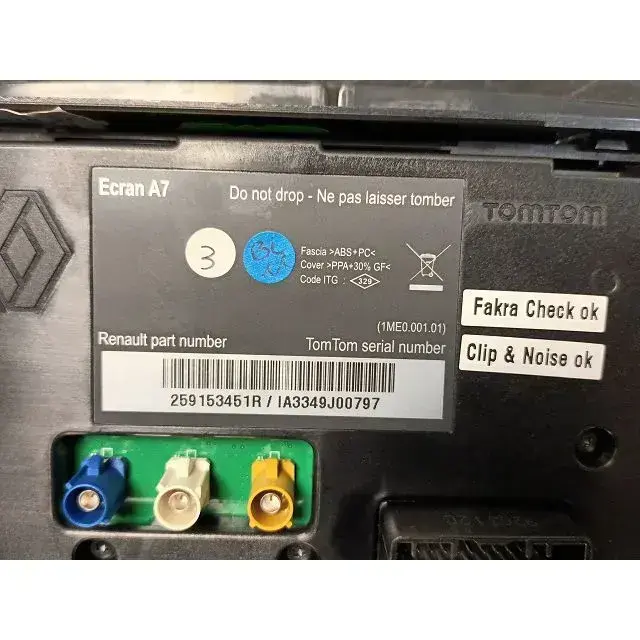 Ecran A7
Do not drop - Ne pas laisser tomber
TOMTOM
3
Fascia >ABS+PC<
Cover >PPA+30% GF<
Code ITG : 329
(1ME0.001.01)
Fakra Check ok
Clip & Noise ok
Renault part number
TomTom serial number
259153451R / IA3349J00797